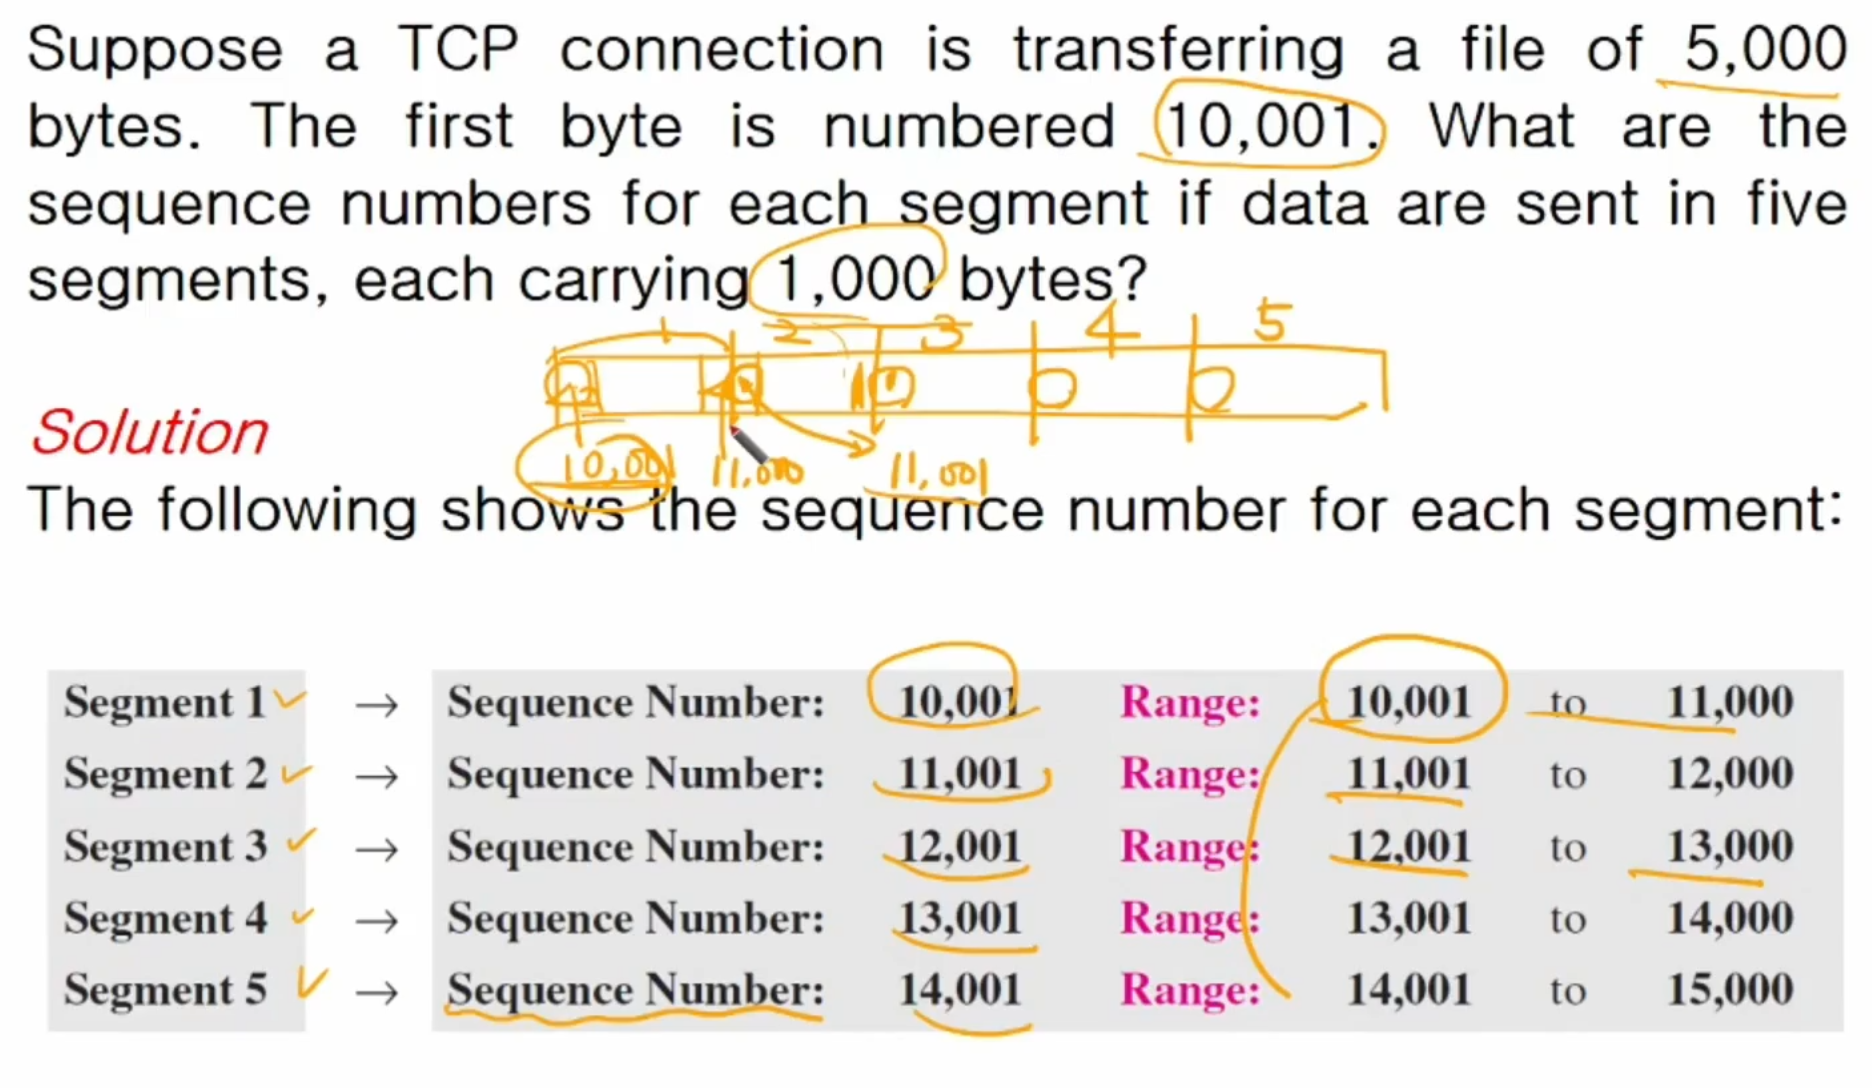 Suppose a TCP connection is transferring a file of 5,000
bytes. The first byte is numbered 10,001. What are the
sequence numbers for each segment if data are sent in five
segments, each carrying 1,000 bytes?
1 2 3 4 5
Solution
10,001 11,000 11,001
The following shows the sequence number for each segment:
Segment 1 → Sequence Number: 10,001 Range: 10,001 to 11,000
Segment 2 → Sequence Number: 11,001 Range: 11,001 to 12,000
Segment 3 → Sequence Number: 12,001 Range: 12,001 to 13,000
Segment 4 → Sequence Number: 13,001 Range: 13,001 to 14,000
Segment 5 → Sequence Number: 14,001 Range: 14,001 to 15,000